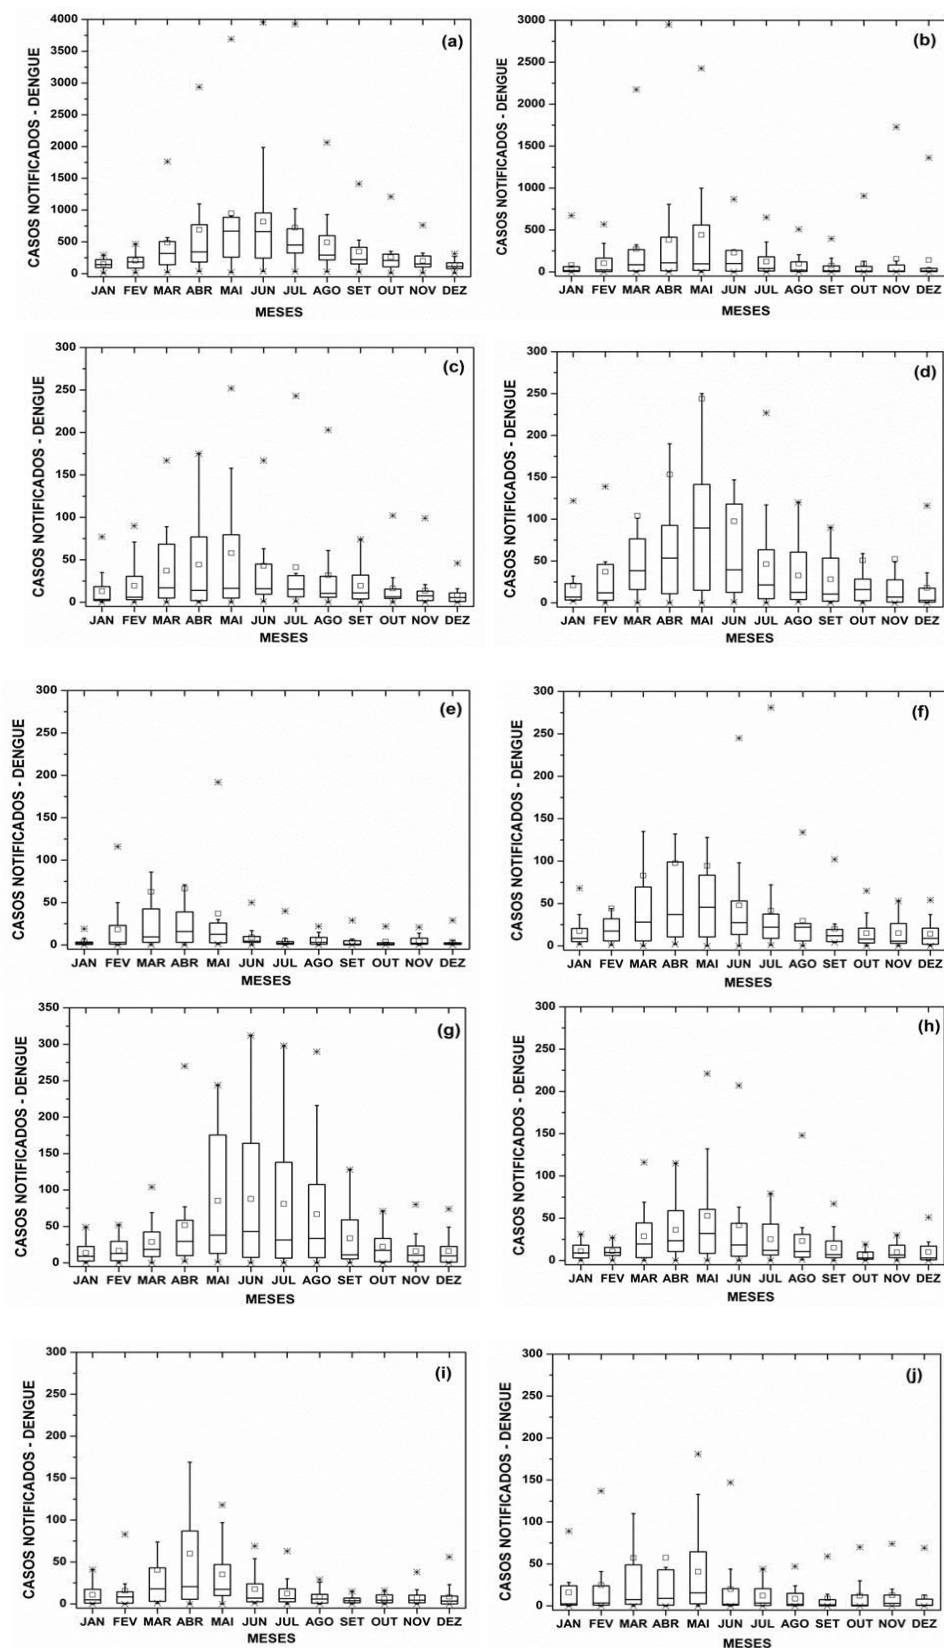 CASOS NOTIFICADOS - DENGUE
4000
3500
3000
2500
2000
1500
1000
500
0
(a)
JAN FEV MAR ABR MAI JUN JUL AGO SET OUT NOV DEZ
MESES
CASOS NOTIFICADOS - DENGUE
3000
2500
2000
1500
1000
500
0
(b)
JAN FEV MAR ABR MAI JUN JUL AGO SET OUT NOV DEZ
MESES
CASOS NOTIFICADOS - DENGUE
300
250
200
150
100
50
0
(c)
JAN FEV MAR ABR MAI JUN JUL AGO SET OUT NOV DEZ
MESES
CASOS NOTIFICADOS - DENGUE
300
250
200
150
100
50
0
(d)
JAN FEV MAR ABR MAI JUN JUL AGO SET OUT NOV DEZ
MESES
CASOS NOTIFICADOS - DENGUE
300
250
200
150
100
50
0
(e)
JAN FEV MAR ABR MAI JUN JUL AGO SET OUT NOV DEZ
MESES
CASOS NOTIFICADOS - DENGUE
300
250
200
150
100
50
0
(f)
JAN FEV MAR ABR MAI JUN JUL AGO SET OUT NOV DEZ
MESES
CASOS NOTIFICADOS - DENGUE
350
300
250
200
150
100
50
0
(g)
JAN FEV MAR ABR MAI JUN JUL AGO SET OUT NOV DEZ
MESES
CASOS NOTIFICADOS - DENGUE
300
250
200
150
100
50
0
(h)
JAN FEV MAR ABR MAI JUN JUL AGO SET OUT NOV DEZ
MESES
CASOS NOTIFICADOS - DENGUE
300
250
200
150
100
50
0
(i)
JAN FEV MAR ABR MAI JUN JUL AGO SET OUT NOV DEZ
MESES
CASOS NOTIFICADOS - DENGUE
300
250
200
150
100
50
0
(j)
JAN FEV MAR ABR MAI JUN JUL AGO SET OUT NOV DEZ
MESES